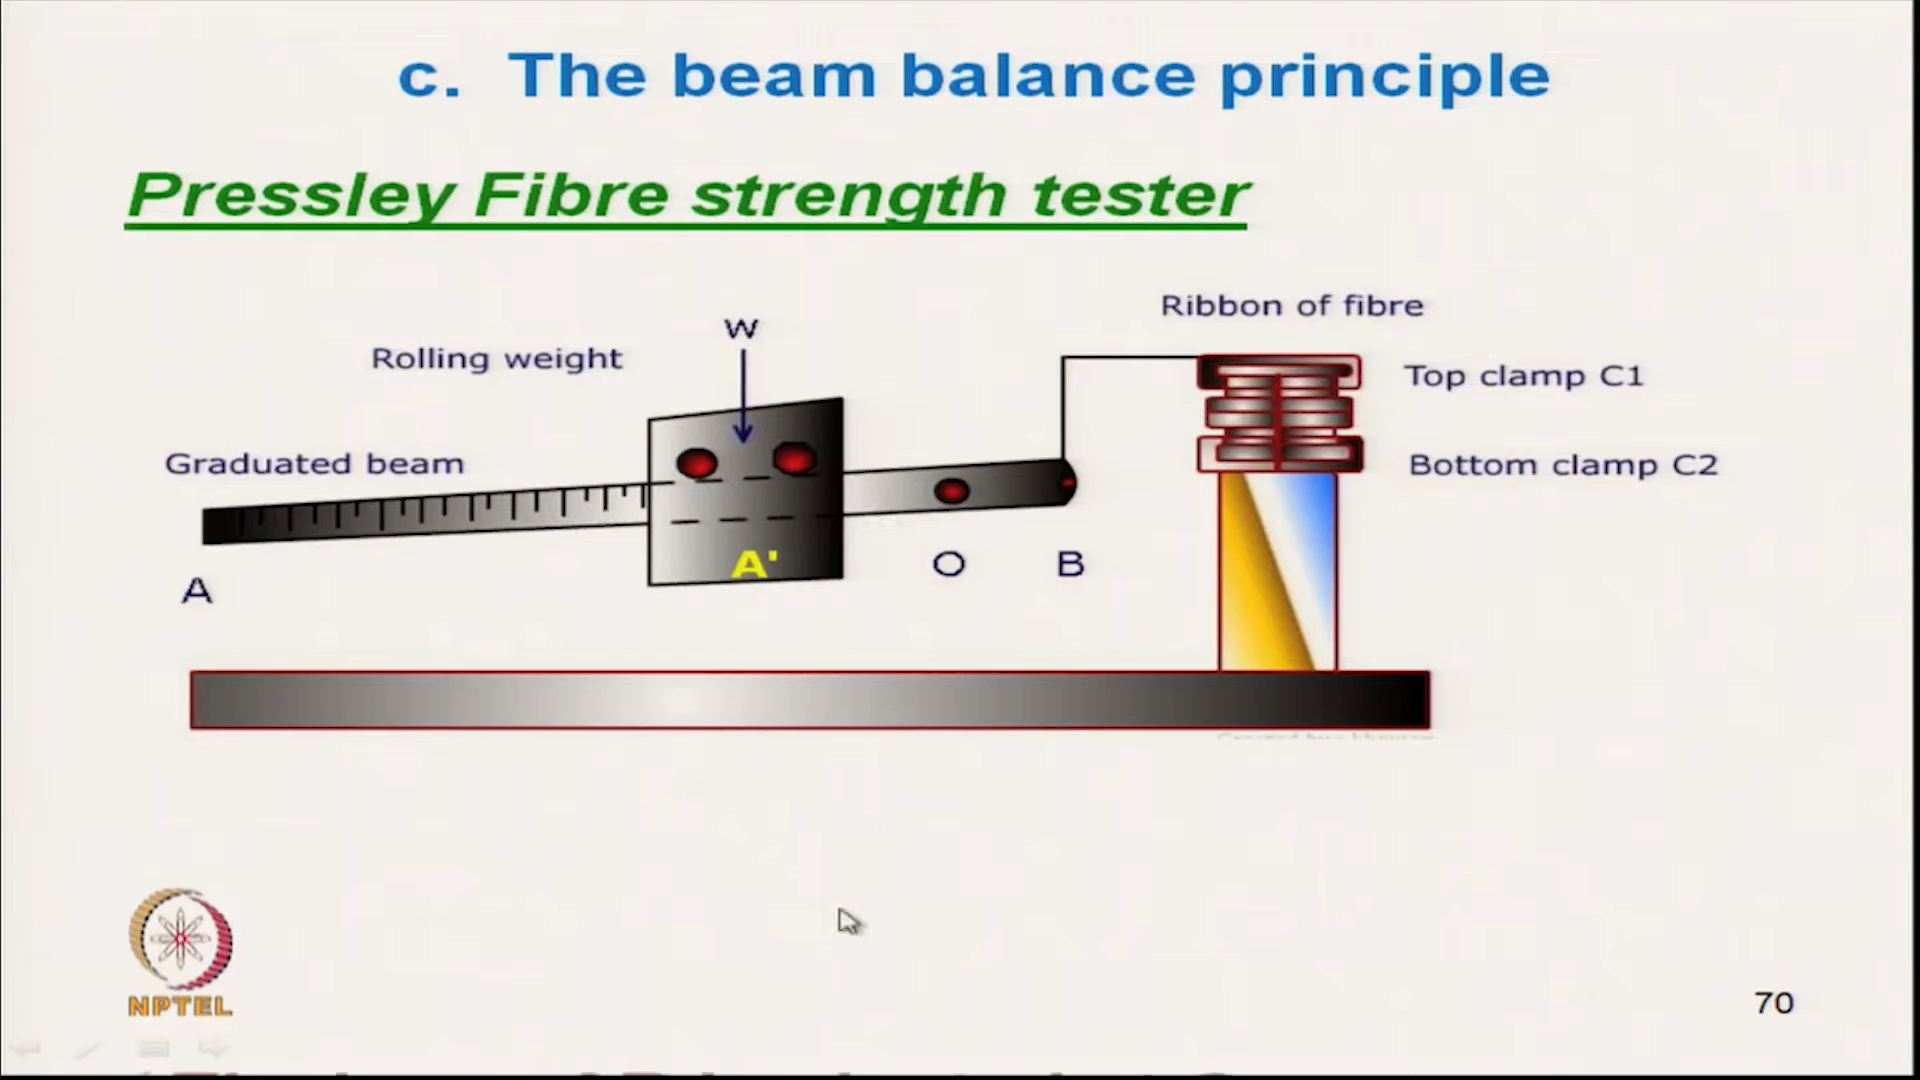 c. The beam balance principle
Pressley Fibre strength tester
Ribbon of fibre
W
Rolling weight
Top clamp C1
Graduated beam
Bottom clamp C2
A'
O
B
A
NPTEL
70